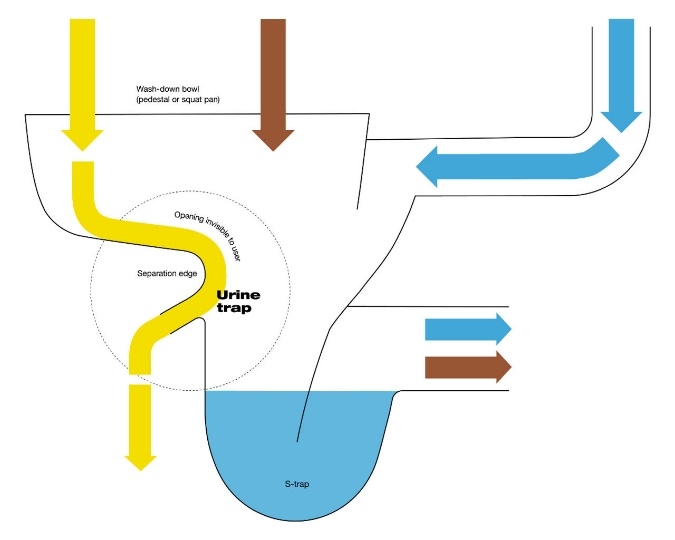 Wash-down bowl
(pedestal or squat pan)
Opening invisible to user
Separation edge
Urine
trap
S-trap